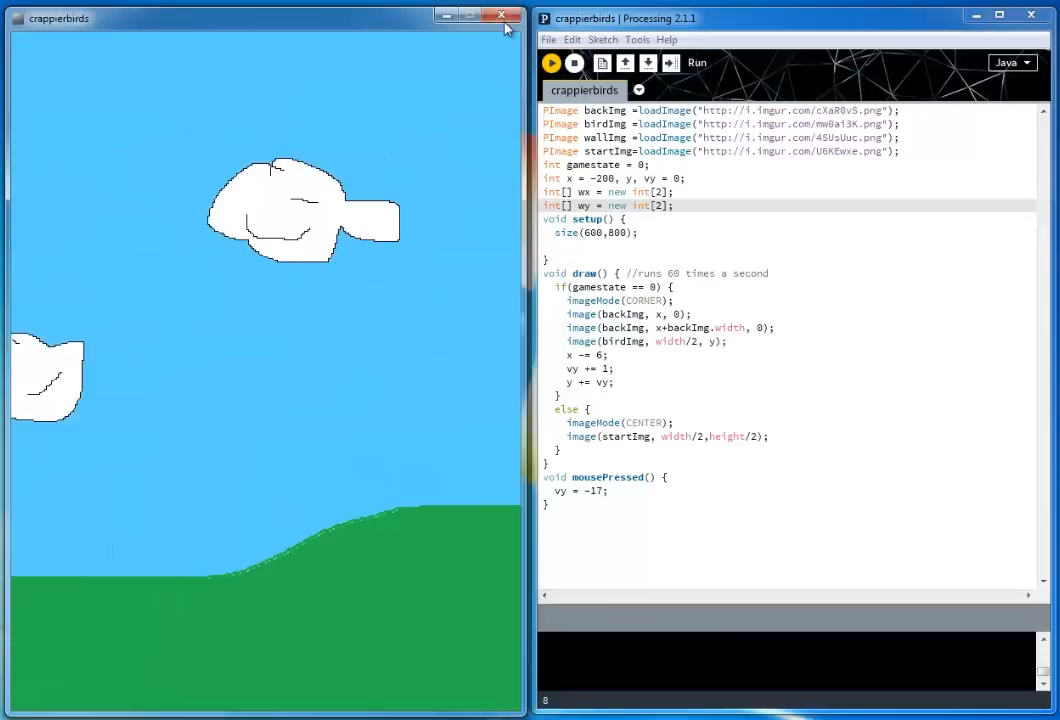 crappierbirds
crappierbirds | Processing 2.1.1
File Edit Sketch Tools Help
Run
Java
crappierbirds
PImage backImg =loadImage("http://i.imgur.com/cXaR0vS.png");
PImage birdImg =loadImage("http://i.imgur.com/mw0ai3K.png");
PImage wallImg =loadImage("http://i.imgur.com/4SUsUuc.png");
PImage startImg=loadImage("http://i.imgur.com/U6KEwxe.png");
int gamestate = 0;
int x = -200, y, vy = 0;
int[] wx = new int[2];
int[] wy = new int[2];
void setup() {
size(600,800);
}
void draw() { //runs 60 times a second
if(gamestate == 0) {
imageMode(CORNER);
image(backImg, x, 0);
image(backImg, x+backImg.width, 0);
image(birdImg, width/2, y);
x -= 6;
vy += 1;
y += vy;
}
else {
imageMode(CENTER);
image(startImg, width/2,height/2);
}
}
void mousePressed() {
vy = -17;
}
8